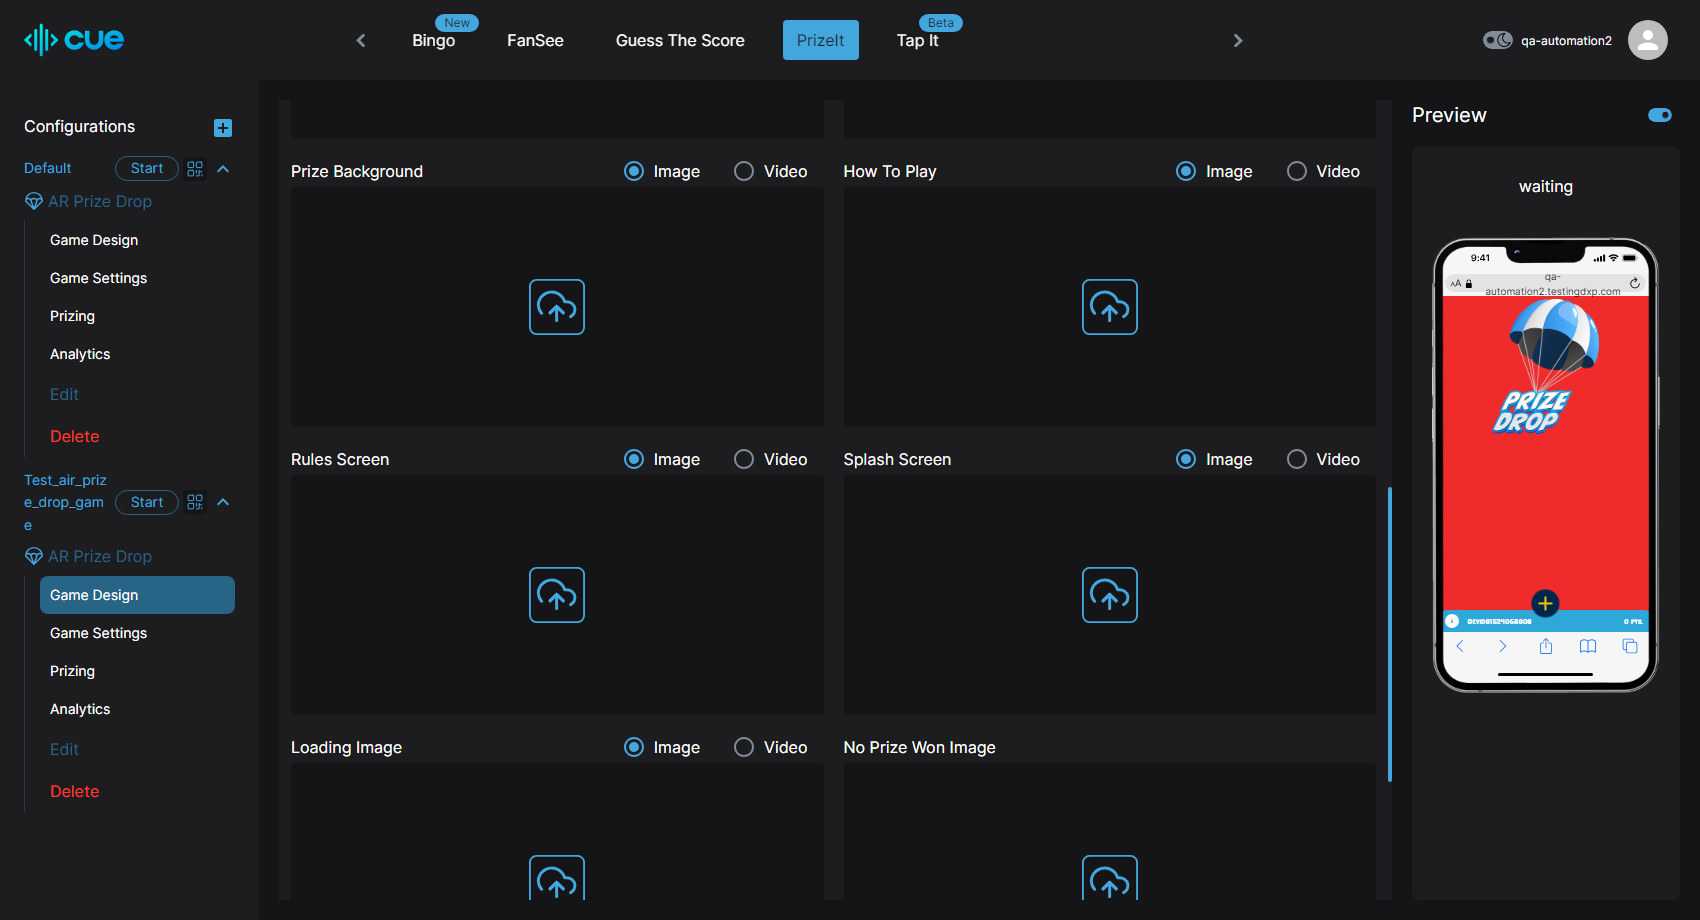 cue
New
Bingo
FanSee
Guess The Score
PrizeIt
Beta
Tap It
qa-automation2
Configurations
Default
Start
AR Prize Drop
Game Design
Game Settings
Prizing
Analytics
Edit
Delete
Test_air_priz
e_drop_gam
e
Start
AR Prize Drop
Game Design
Game Settings
Prizing
Analytics
Edit
Delete
Prize Background
Image
Video
How To Play
Image
Video
Rules Screen
Image
Video
Splash Screen
Image
Video
Loading Image
Image
Video
No Prize Won Image
Preview
waiting
9:41
AA
qa-
automation2.testingdxp.com
PRIZE
DROP
0 PTS.